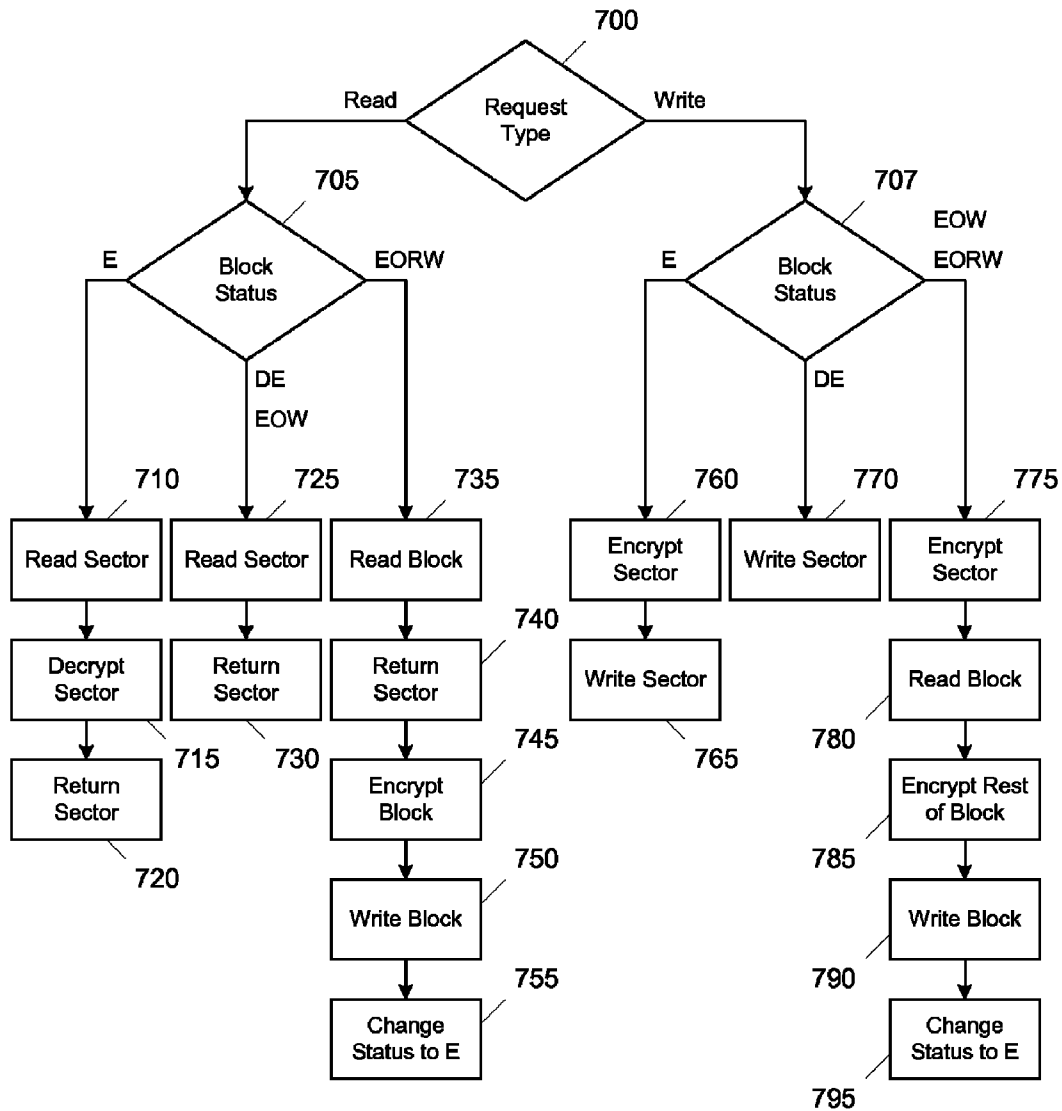 700
Read
Request
Type
Write
705
707
E
Block
Status
EORW
DE
EOW
E
Block
Status
EOW
EORW
DE
710
725
735
760
770
775
Read Sector
Read Sector
Read Block
Encrypt
Sector
Write Sector
Encrypt
Sector
740
Decrypt
Sector
Return
Sector
Return
Sector
Write Sector
Read Block
715
730
745
765
780
Return
Sector
Encrypt
Block
Encrypt Rest
of Block
720
750
785
Write Block
Write Block
755
790
Change
Status to E
Change
Status to E
795